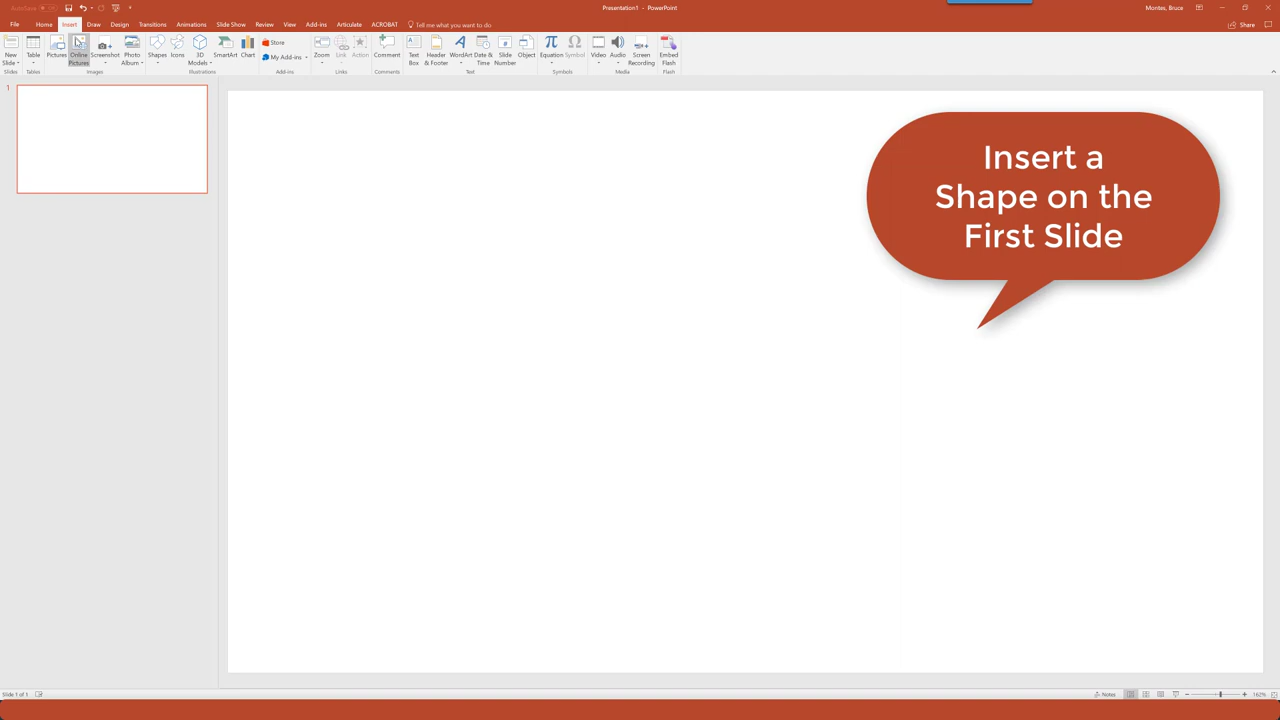 AutoSave
Presentation1 - PowerPoint
Montes, Bruce
File Home Insert Draw Design Transitions Animations Slide Show Review View Add-ins Articulate ACROBAT Tell me what you want to do
Share
New Slide
Table
Pictures
Online Pictures
Screenshot
Photo Album
Shapes
Icons
3D Models
SmartArt
Chart
Store
My Add-ins
Zoom
Link
Action
Comment
Text Box
Header & Footer
WordArt
Date & Time
Slide Number
Object
Equation
Symbol
Video
Audio
Screen Recording
Embed Flash
Slides Tables Images Illustrations Add-ins Links Comments Text Symbols Media Flash
1
Insert a
Shape on the
First Slide
Slide 1 of 1
Notes
162%